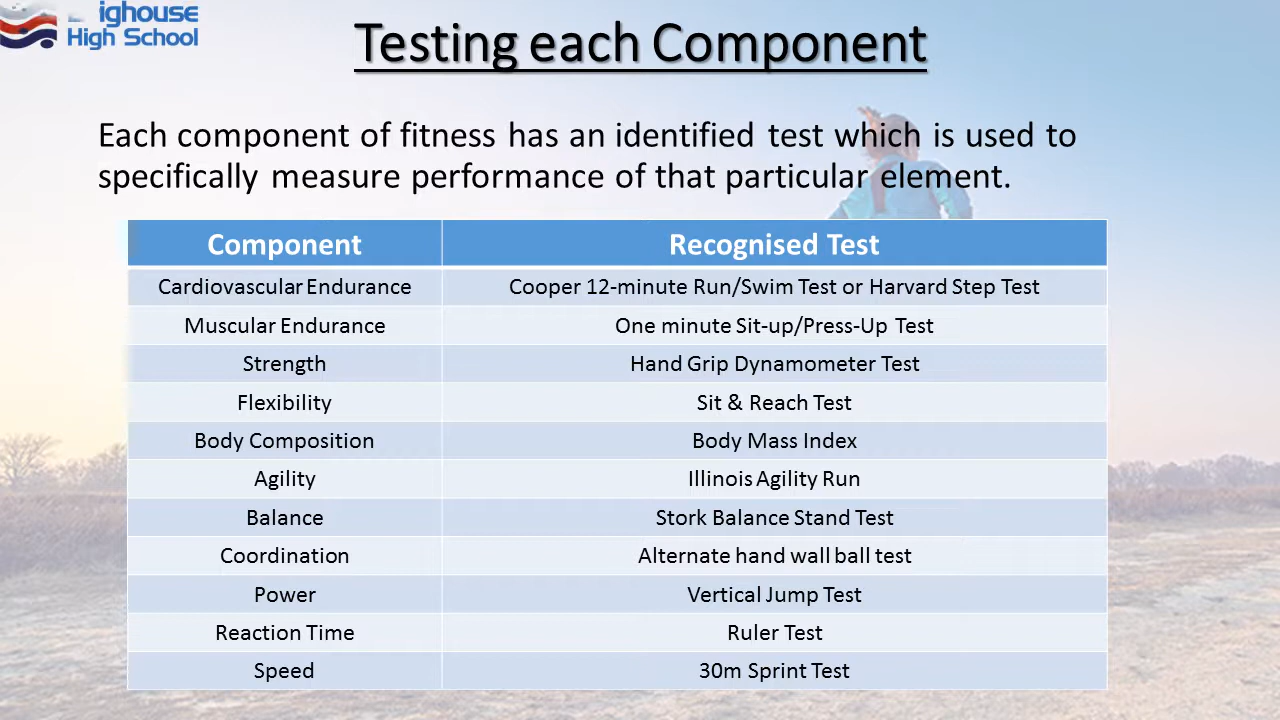 ighouse
High School
Testing each Component
Each component of fitness has an identified test which is used to
specifically measure performance of that particular element.
Component Recognised Test
Cardiovascular Endurance Cooper 12-minute Run/Swim Test or Harvard Step Test
Muscular Endurance One minute Sit-up/Press-Up Test
Strength Hand Grip Dynamometer Test
Flexibility Sit & Reach Test
Body Composition Body Mass Index
Agility Illinois Agility Run
Balance Stork Balance Stand Test
Coordination Alternate hand wall ball test
Power Vertical Jump Test
Reaction Time Ruler Test
Speed 30m Sprint Test